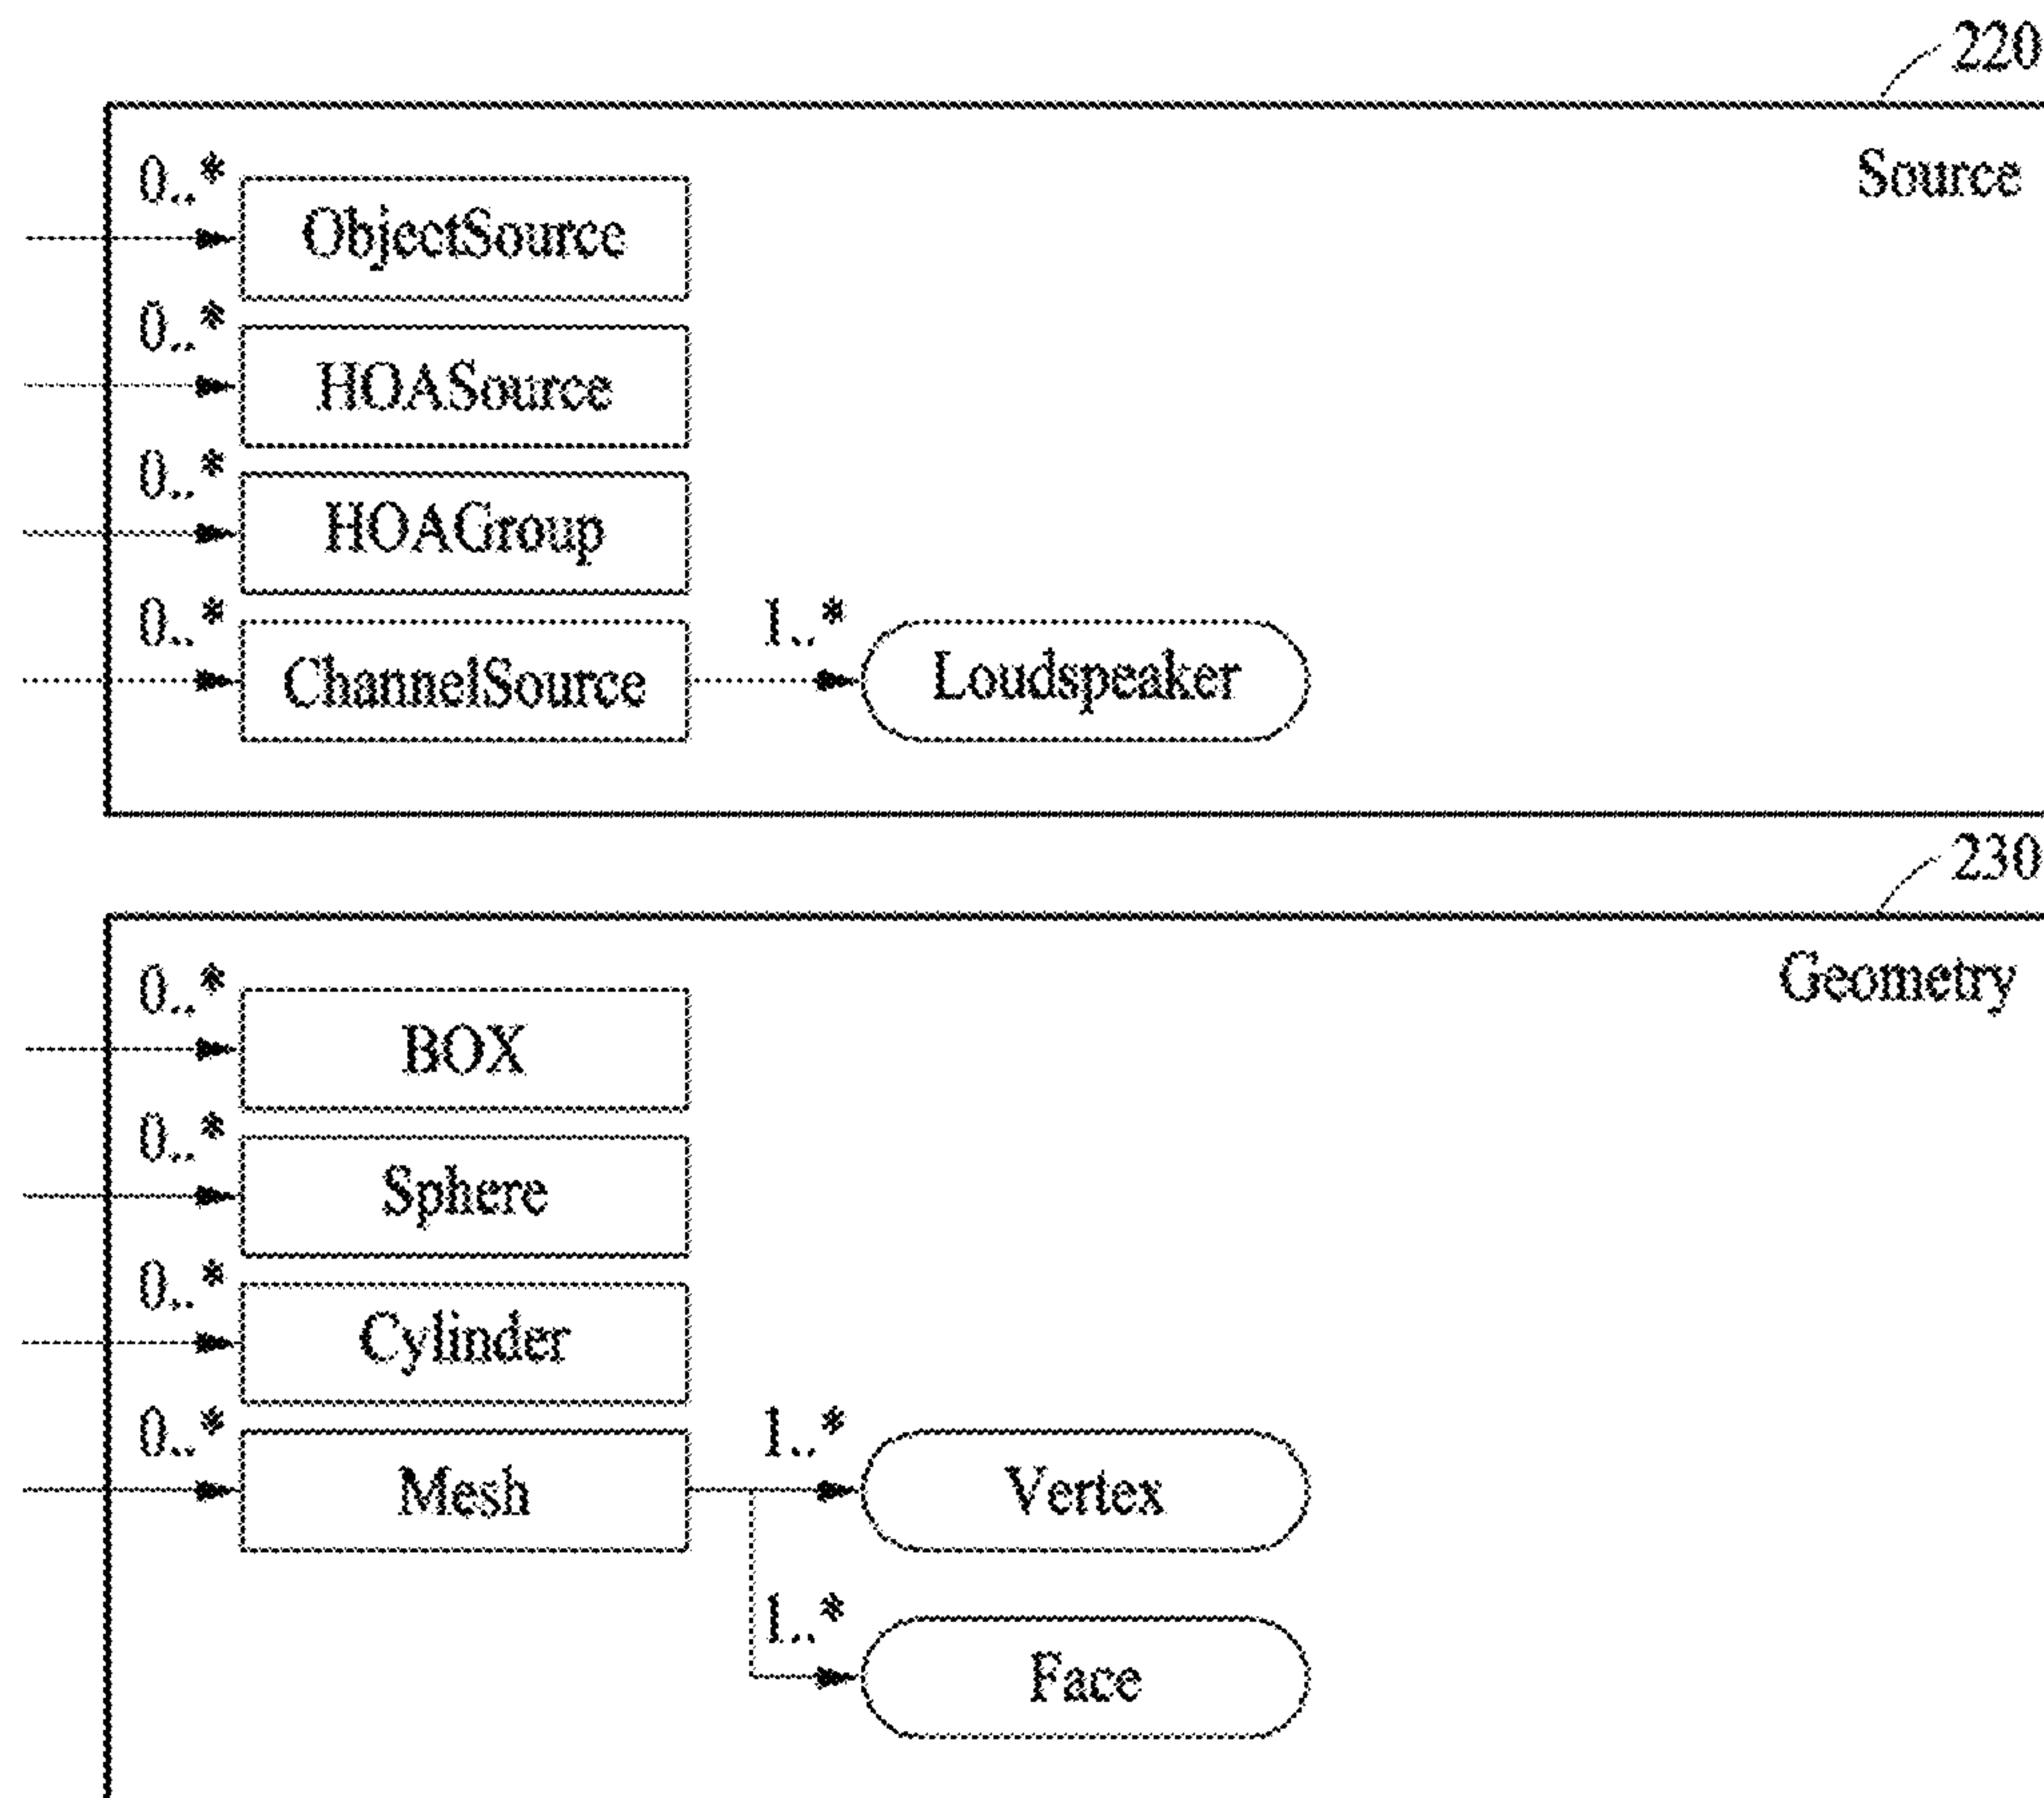 220
Source
0..*
ObjectSource
0..*
HOASource
0..*
HOAGroup
0..*
ChannelSource
1..*
Loudspeaker
230
Geometry
0..*
BOX
0..*
Sphere
0..*
Cylinder
0..*
Mesh
1..*
Vertex
1..*
Face